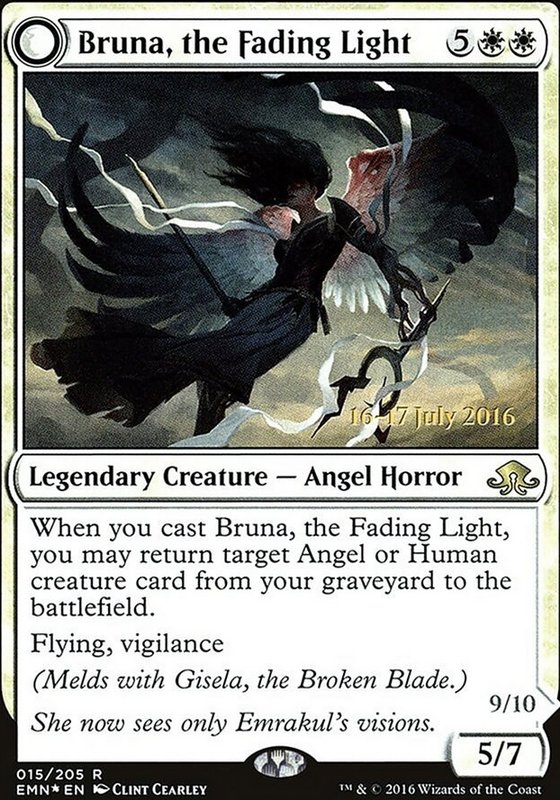 Bruna, the Fading Light 5
16–17 July 2016
Legendary Creature — Angel Horror
When you cast Bruna, the Fading Light,
you may return target Angel or Human
creature card from your graveyard to the
battlefield.
Flying, vigilance
(Melds with Gisela, the Broken Blade.)
9/10
She now sees only Emrakul's visions.
5/7
015/205 R
EMN★EN Clint Cearley
™ & © 2016 Wizards of the Coast